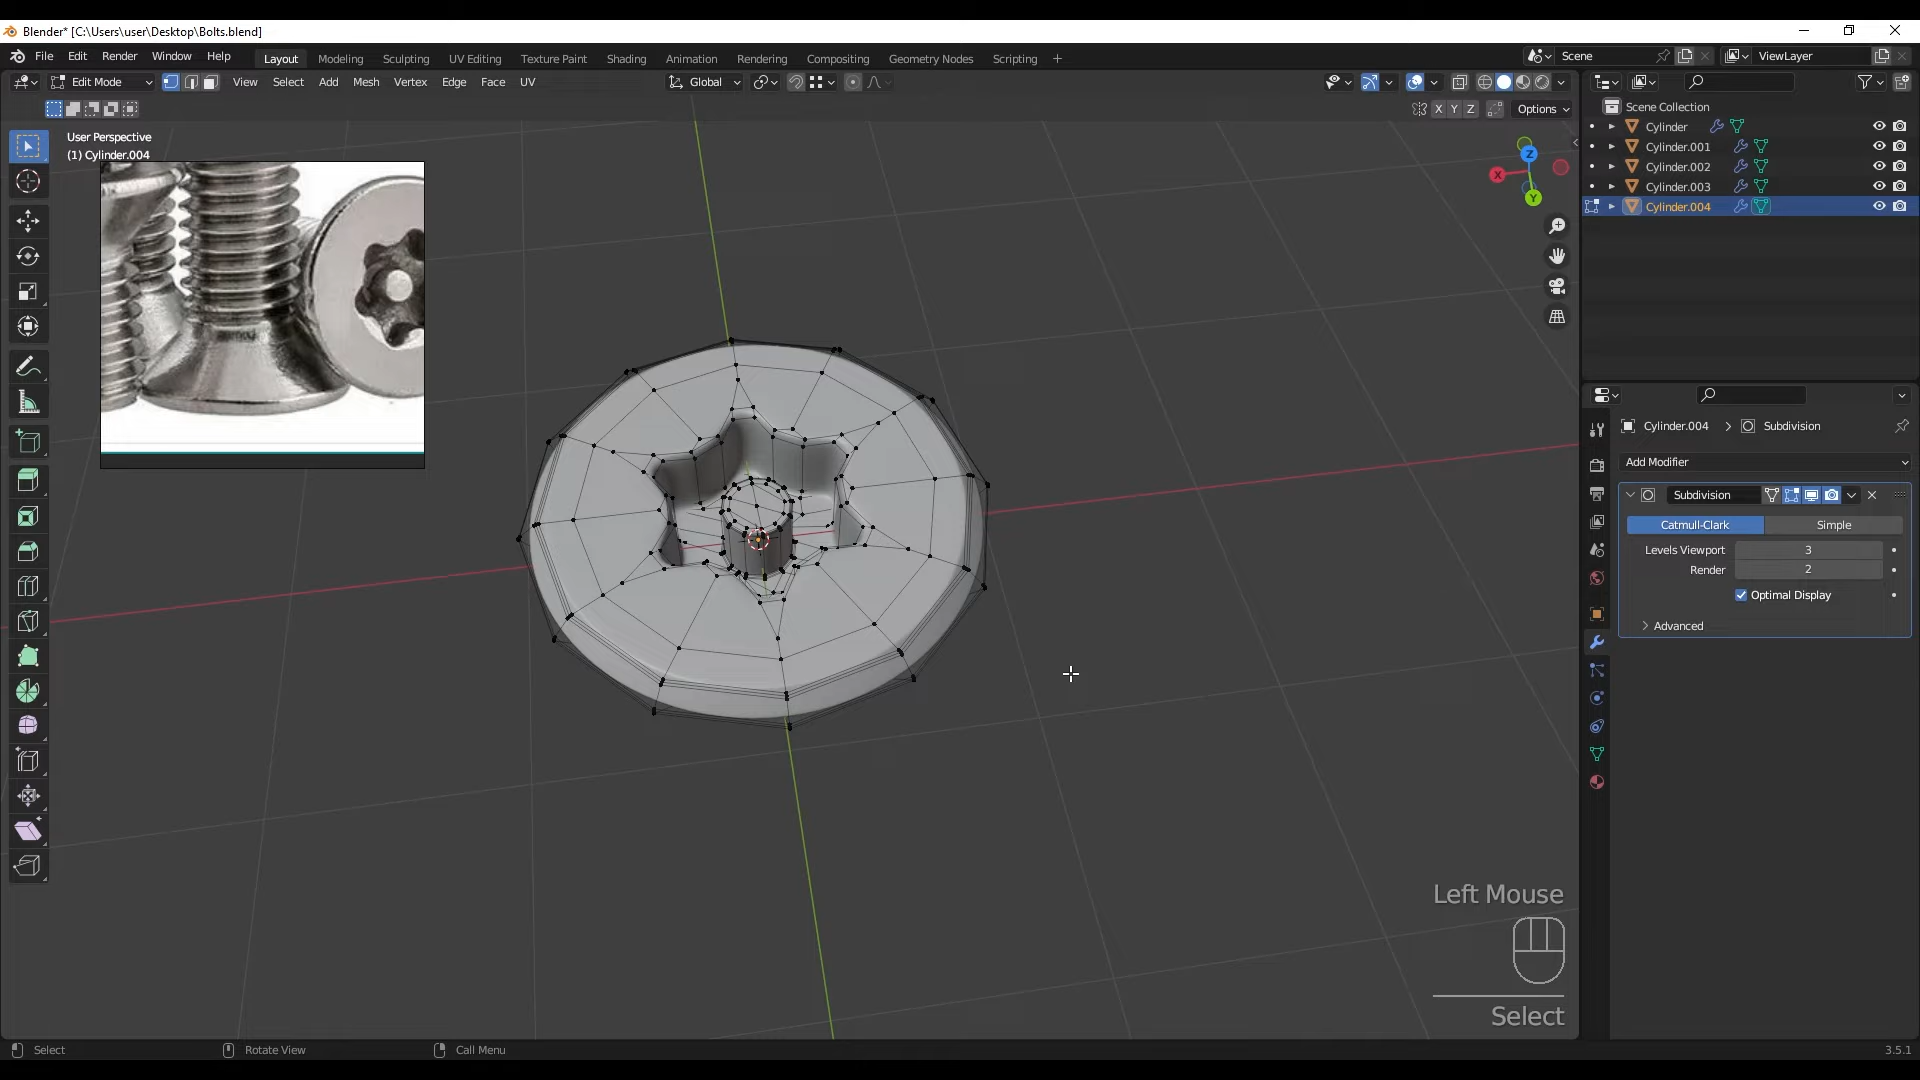 Blender* [C:\Users\user\Desktop\Bolts.blend]
File Edit Render Window Help Layout Modeling Sculpting UV Editing Texture Paint Shading Animation Rendering Compositing Geometry Nodes Scripting + Scene ViewLayer
Edit Mode View Select Add Mesh Vertex Edge Face UV Global
X Y Z Options
User Perspective
(1) Cylinder.004
Scene Collection
Cylinder
Cylinder.001
Cylinder.002
Cylinder.003
Cylinder.004
X Y Z
Cylinder.004 > Subdivision
Add Modifier
Subdivision
Catmull-Clark Simple
Levels Viewport 3
Render 2
Optimal Display
Advanced
Left Mouse
Select
Select Rotate View Call Menu 3.5.1